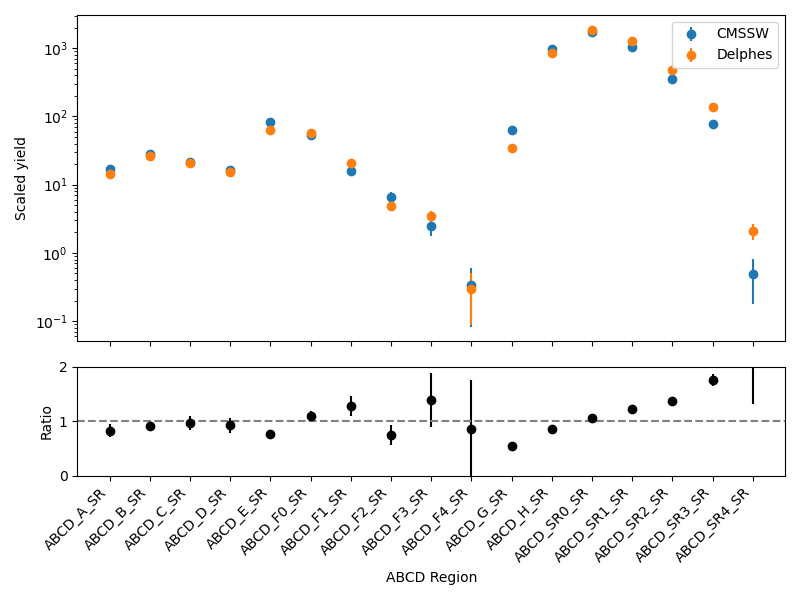 Scaled yield
10³
10²
10¹
10⁰
10⁻¹
CMSSW
Delphes
Ratio
2
1
0
ABCD_A_SR
ABCD_B_SR
ABCD_C_SR
ABCD_D_SR
ABCD_E_SR
ABCD_F0_SR
ABCD_F1_SR
ABCD_F2_SR
ABCD_F3_SR
ABCD_F4_SR
ABCD_G_SR
ABCD_H_SR
ABCD_SR0_SR
ABCD_SR1_SR
ABCD_SR2_SR
ABCD_SR3_SR
ABCD_SR4_SR
ABCD Region